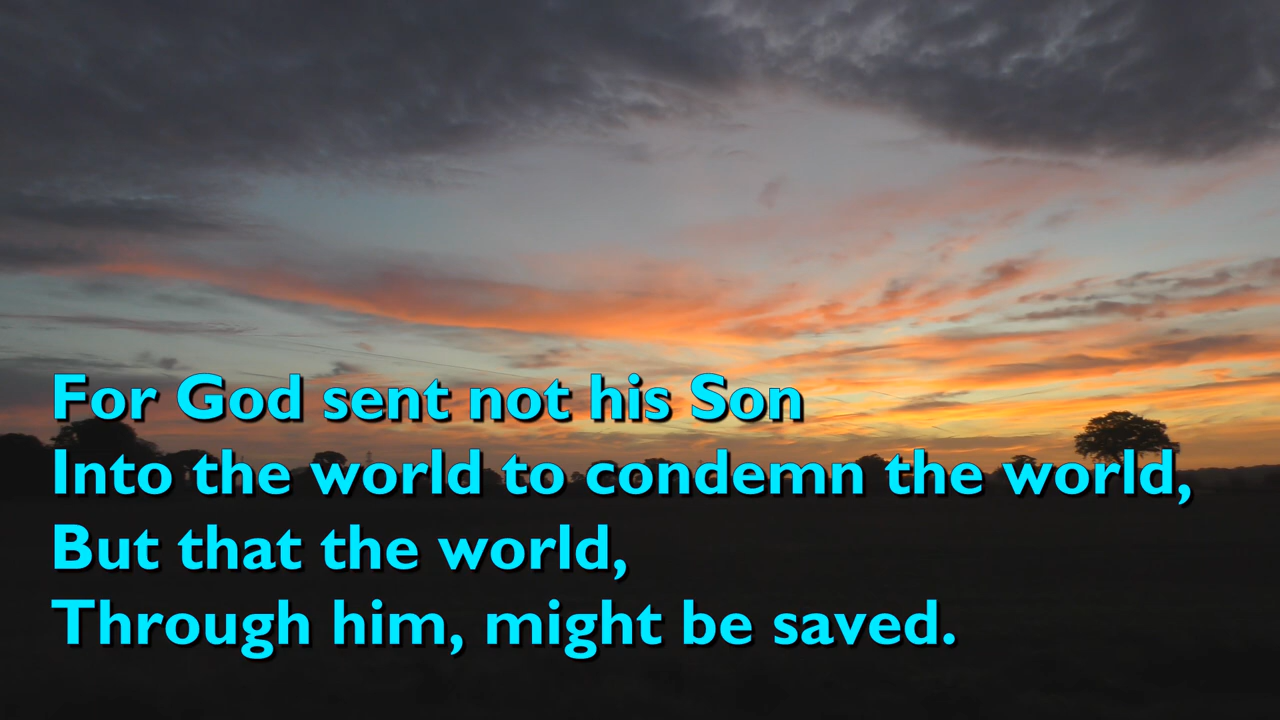 For God sent not his Son
Into the world to condemn the world,
But that the world,
Through him, might be saved.